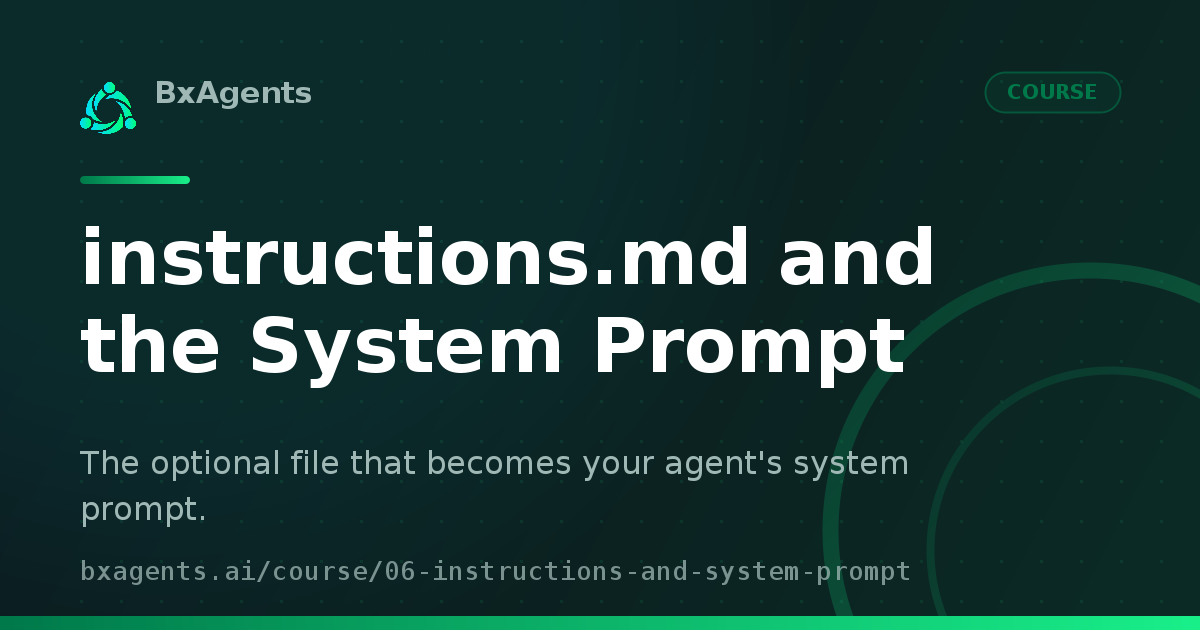 BxAgents
COURSE
instructions.md and
the System Prompt
The optional file that becomes your agent's system
prompt.
bxagents.ai/course/06-instructions-and-system-prompt